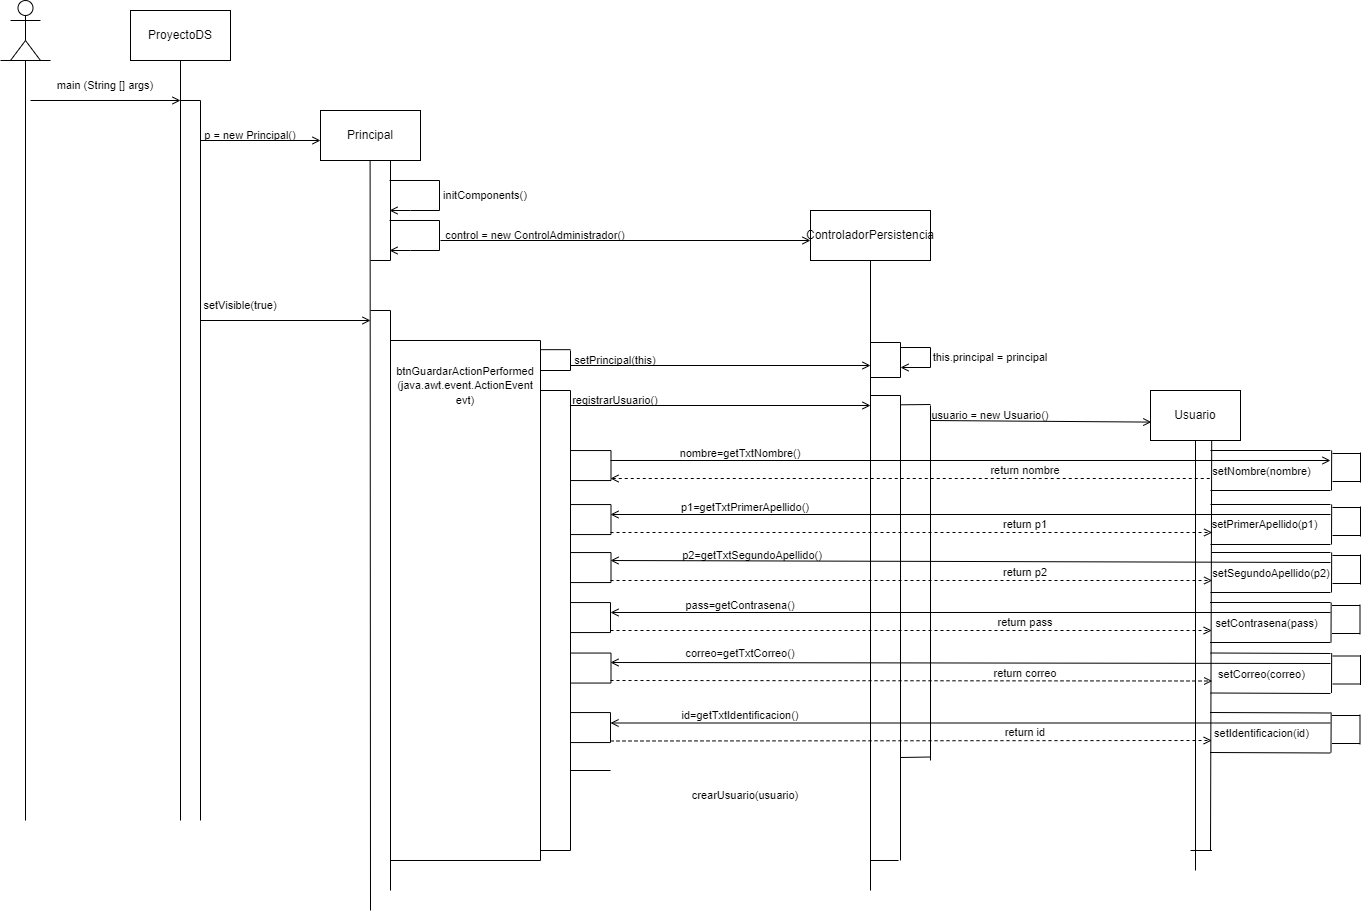 ProyectoDS
main (String [] args)
p = new Principal()
Principal
initComponents()
control = new ControlAdministrador()
ControladorPersistencia
setVisible(true)
btnGuardarActionPerformed
(java.awt.event.ActionEvent
evt)
setPrincipal(this)
this.principal = principal
registrarUsuario()
usuario = new Usuario()
Usuario
nombre=getTxtNombre()
return nombre
setNombre(nombre)
p1=getTxtPrimerApellido()
return p1
setPrimerApellido(p1)
p2=getTxtSegundoApellido()
return p2
setSegundoApellido(p2)
pass=getContrasena()
return pass
setContrasena(pass)
correo=getTxtCorreo()
return correo
setCorreo(correo)
id=getTxtIdentificacion()
return id
setIdentificacion(id)
crearUsuario(usuario)